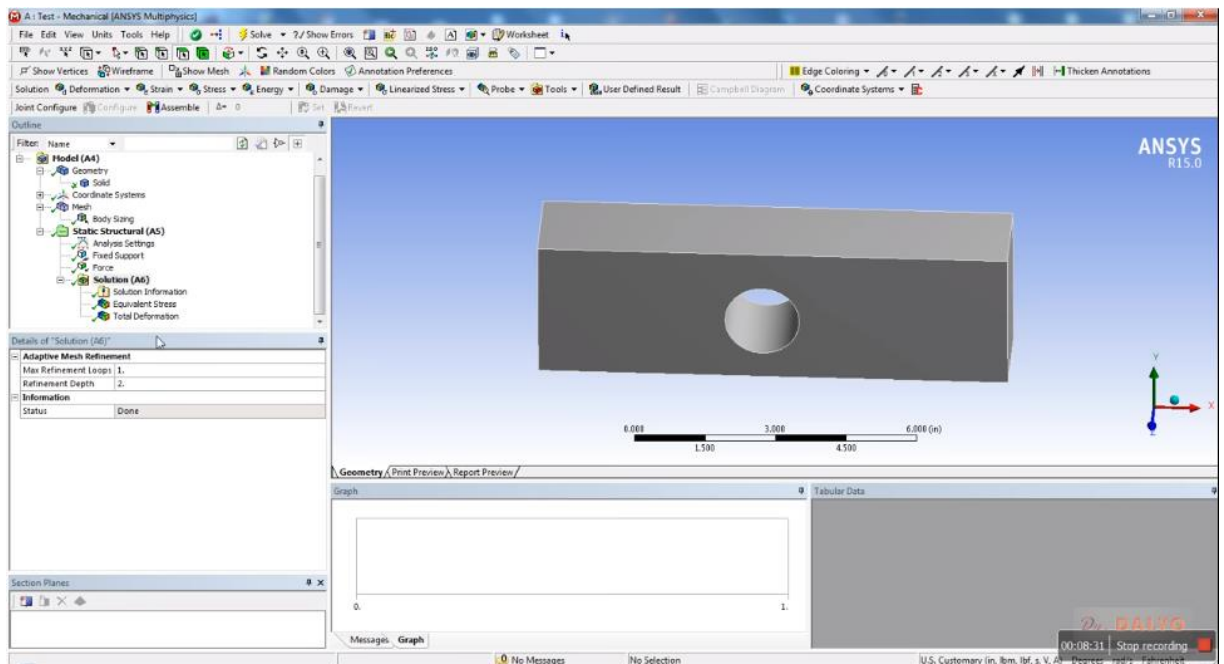 A : Test - Mechanical [ANSYS Multiphysics]
File Edit View Units Tools Help Solve ?/ Show Errors A Worksheet
Show Vertices Wireframe Show Mesh Random Colors Annotation Preferences Edge Coloring Thicken Annotations
Solution Deformation Strain Stress Energy Damage Linearized Stress Probe Tools User Defined Result Campbell Diagram Coordinate Systems
Joint Configure Configure Assemble Δ= 0 Set Revert
Outline
Filter: Name
Model (A4)
Geometry
Solid
Coordinate Systems
Mesh
Body Sizing
Static Structural (A5)
Analysis Settings
Fixed Support
Force
Solution (A6)
Solution Information
Equivalent Stress
Total Deformation
Details of "Solution (A6)"
Adaptive Mesh Refinement
Max Refinement Loops 1.
Refinement Depth 2.
Information
Status Done
Section Planes
ANSYS
R15.0
Y
X
Z
0.000 3.000 6.000 (in)
1.500 4.500
Geometry Print Preview Report Preview
Graph
0. 1.
Messages Graph
Tabular Data
00:08:31 Stop recording
0 No Messages No Selection U.S. Customary (in, lbm, lbf, s, V, A) Degrees rad/s Fahrenheit